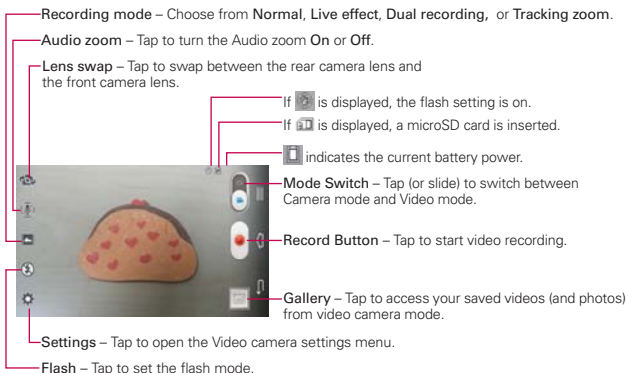 Recording mode – Choose from Normal, Live effect, Dual recording, or Tracking zoom.
Audio zoom – Tap to turn the Audio zoom On or Off.
Lens swap – Tap to swap between the rear camera lens and
the front camera lens.
If is displayed, the flash setting is on.
If is displayed, a microSD card is inserted.
indicates the current battery power.
Mode Switch – Tap (or slide) to switch between
Camera mode and Video mode.
Record Button – Tap to start video recording.
Gallery – Tap to access your saved videos (and photos)
from video camera mode.
Settings – Tap to open the Video camera settings menu.
Flash – Tap to set the flash mode.